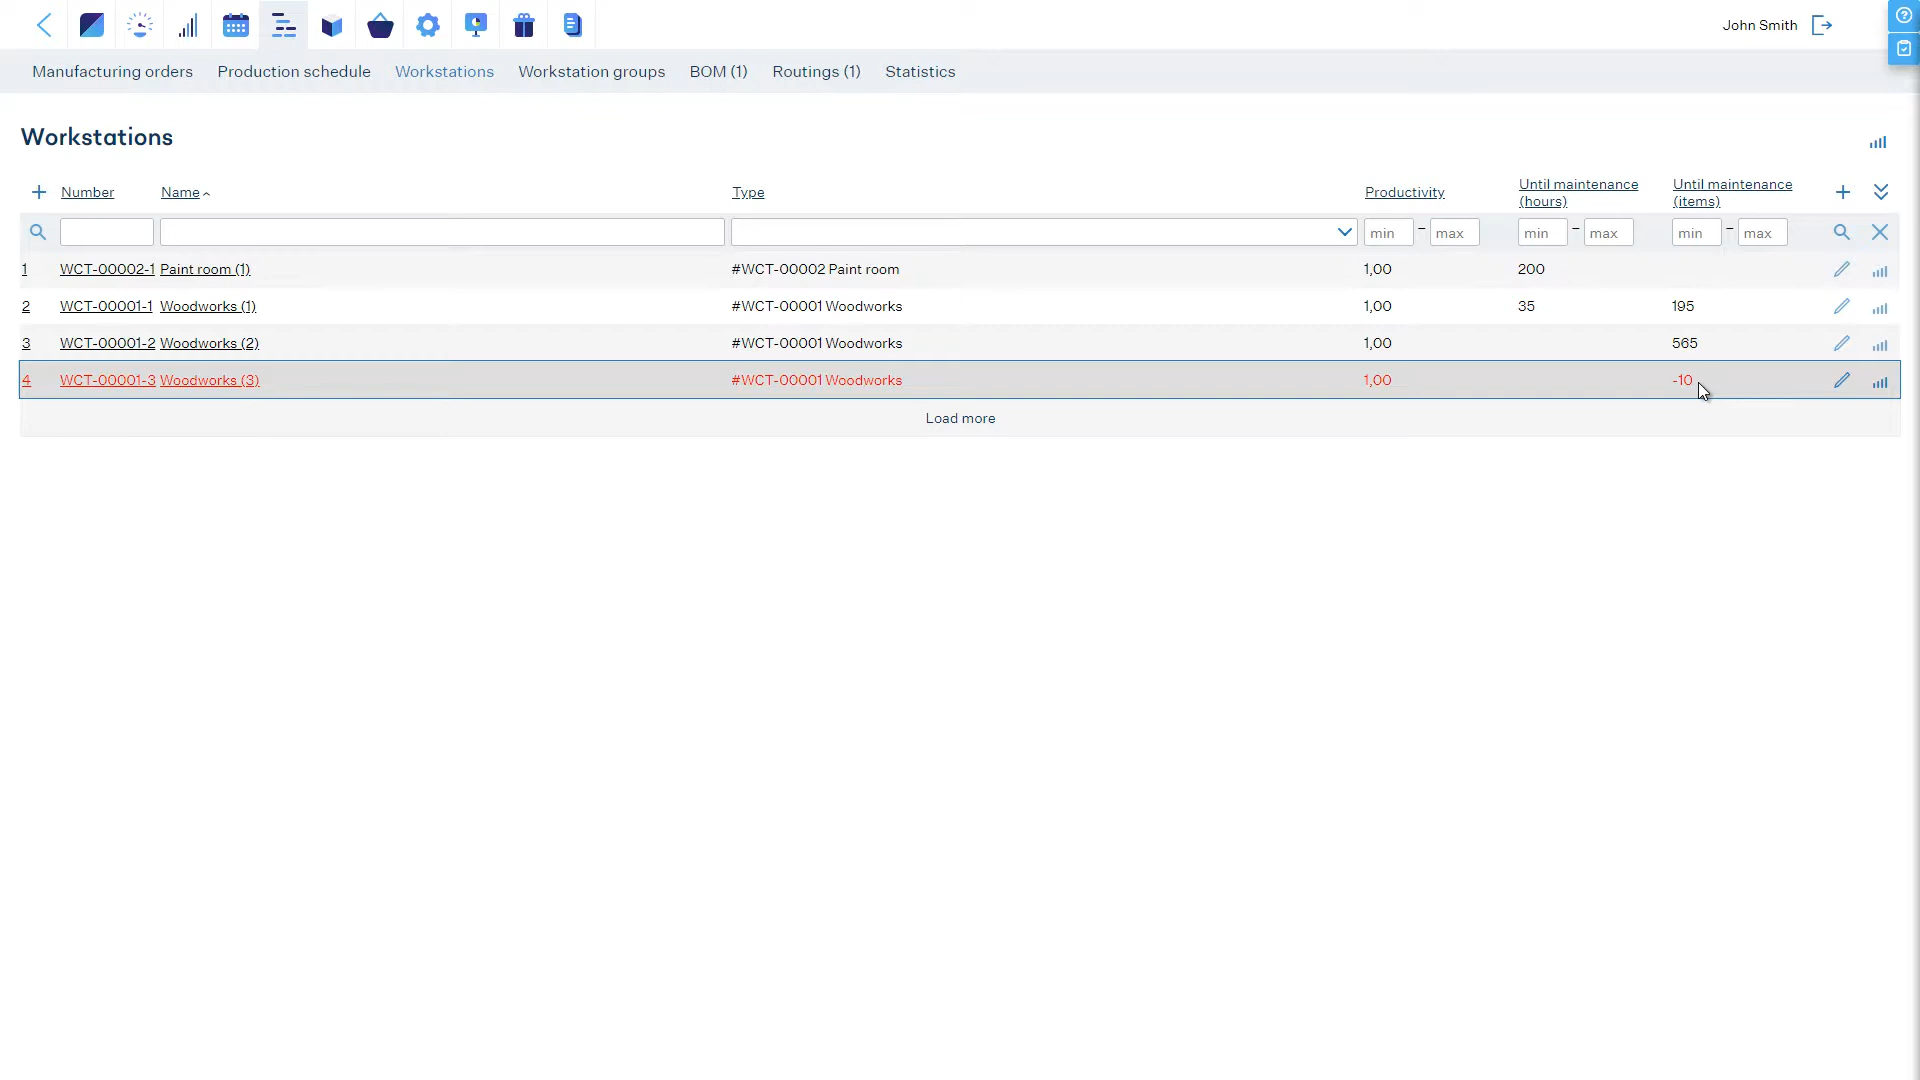 John Smith
Manufacturing orders Production schedule Workstations Workstation groups BOM (1) Routings (1) Statistics
Workstations
Number Name Type Productivity Until maintenance (hours) Until maintenance (items)
min - max min - max min - max
1 WCT-00002-1 Paint room (1) #WCT-00002 Paint room 1,00 200
2 WCT-00001-1 Woodworks (1) #WCT-00001 Woodworks 1,00 35 195
3 WCT-00001-2 Woodworks (2) #WCT-00001 Woodworks 1,00 565
4 WCT-00001-3 Woodworks (3) #WCT-00001 Woodworks 1,00 -10
Load more